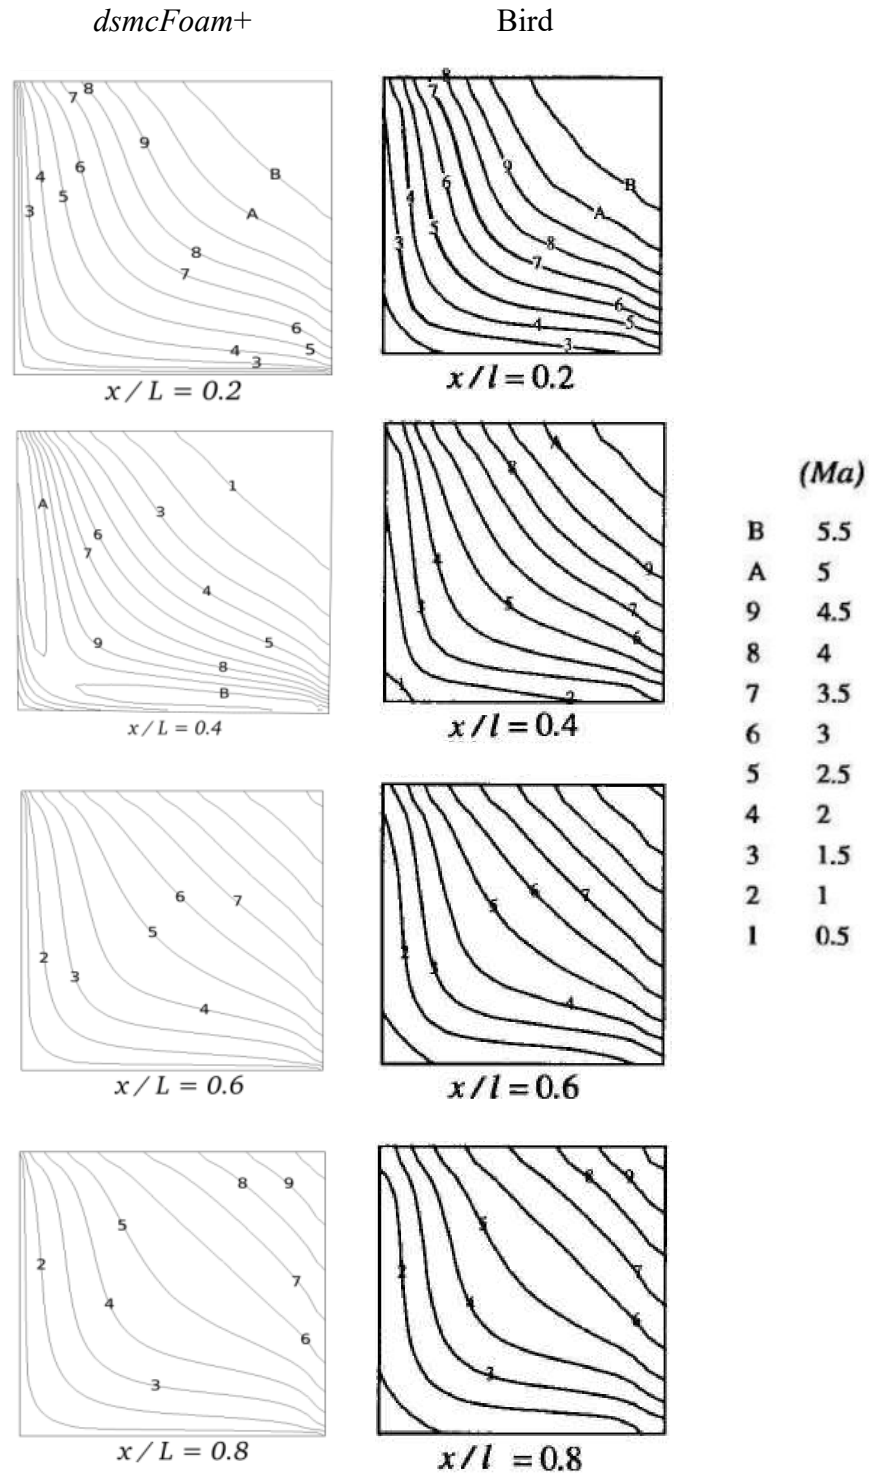 dsmcFoam+ Bird
7 8 9 6 4 5 3 B A 8 7 6 5 4 3
x / L = 0.2
8 7 9 6 4 5 3 B A 8 7 6 5 4 3
x / l = 0.2
A 1 3 6 7 4 5 9 8 B
x / L = 0.4
A 8 4 3 5 9 7 6 1 2
x / l = 0.4
(Ma)
B 5.5
A 5
9 4.5
8 4
7 3.5
6 3
5 2.5
4 2
3 1.5
2 1
1 0.5
6 7 5 2 3 4
x / L = 0.6
5 6 7 2 3 4
x / l = 0.6
8 9 5 2 4 7 6 3
x / L = 0.8
8 9 5 2 4 7 6 3
x / l = 0.8